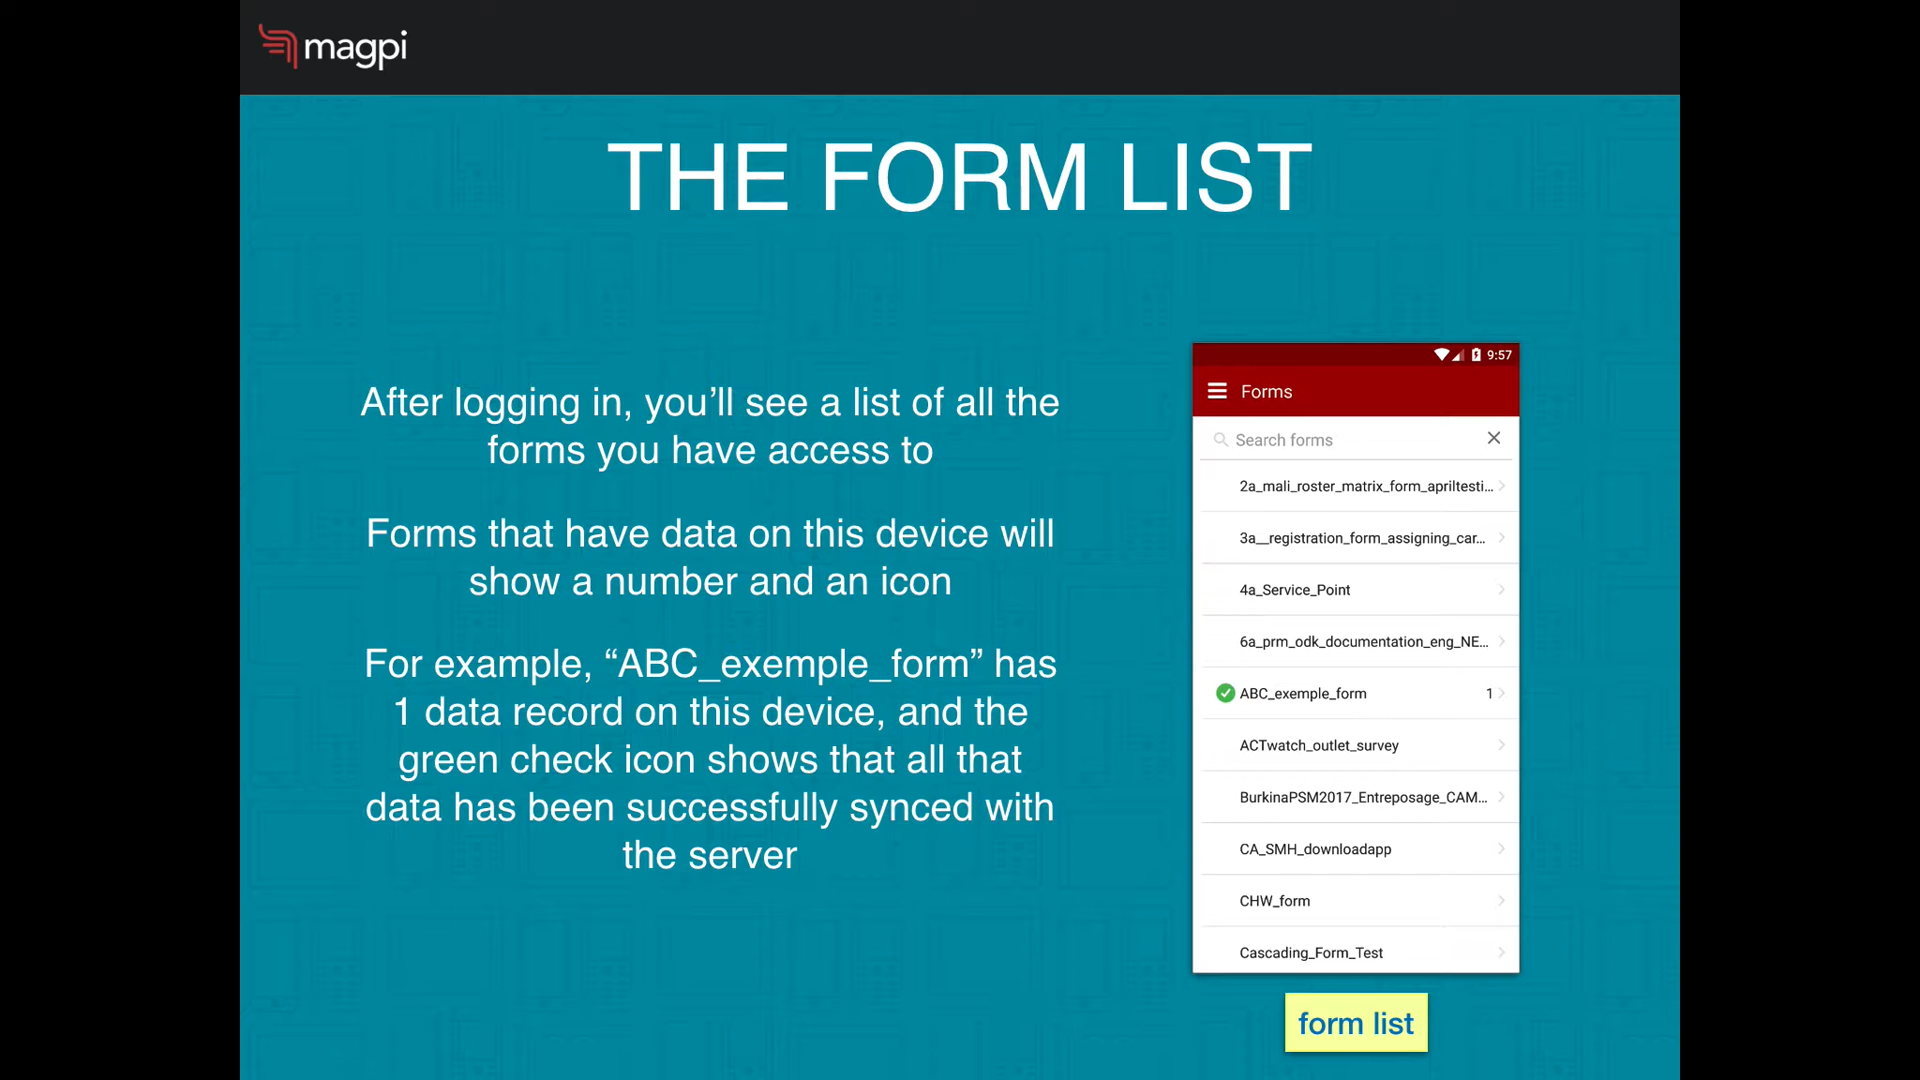 magpi
THE FORM LIST
After logging in, you’ll see a list of all the
forms you have access to
Forms that have data on this device will
show a number and an icon
For example, “ABC_exemple_form” has
1 data record on this device, and the
green check icon shows that all that
data has been successfully synced with
the server
9:57
Forms
Search forms
2a_mali_roster_matrix_form_apriltesti...
3a__registration_form_assigning_car...
4a_Service_Point
6a_prm_odk_documentation_eng_NE...
ABC_exemple_form 1
ACTwatch_outlet_survey
BurkinaPSM2017_Entreposage_CAM...
CA_SMH_downloadapp
CHW_form
Cascading_Form_Test
form list